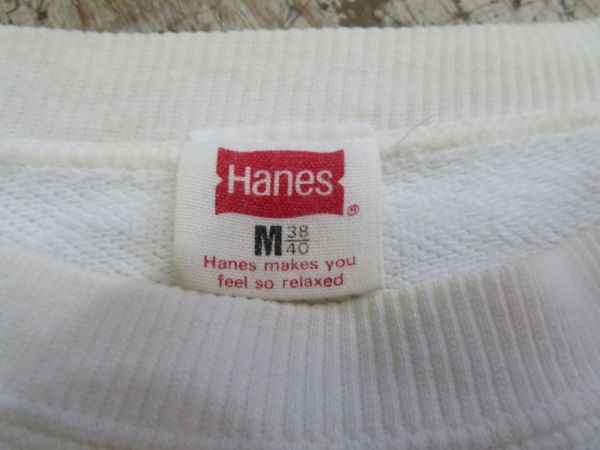 Hanes
®
M 38/40
Hanes makes you
feel so relaxed